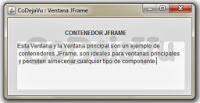 CoDejaVu : Ventana JFrame
CONTENEDOR JFRAME
Esta Ventana y la Ventana principal son un ejemplo de
contenedores JFrame, son ideales para ventanas principales
y permiten almacenar cualquier tipo de componente